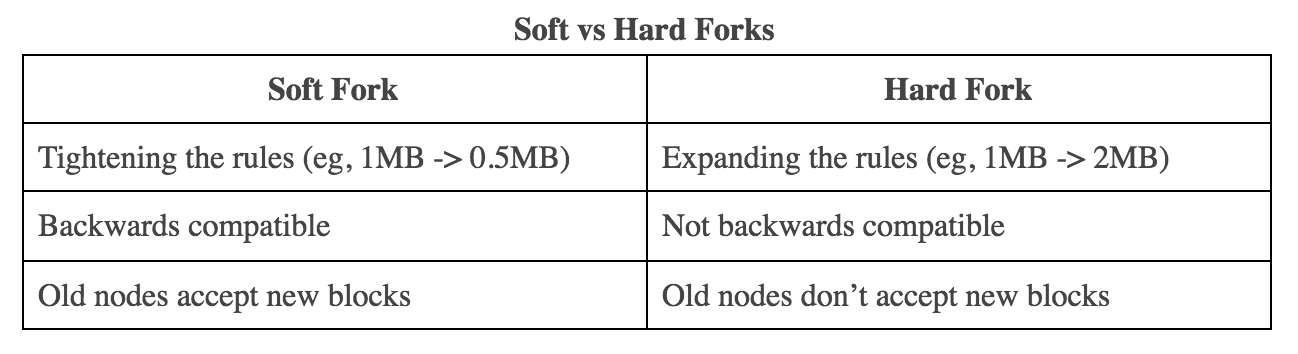 Soft vs Hard Forks
Soft Fork
Hard Fork
Tightening the rules (eg, 1MB -> 0.5MB)
Expanding the rules (eg, 1MB -> 2MB)
Backwards compatible
Not backwards compatible
Old nodes accept new blocks
Old nodes don’t accept new blocks